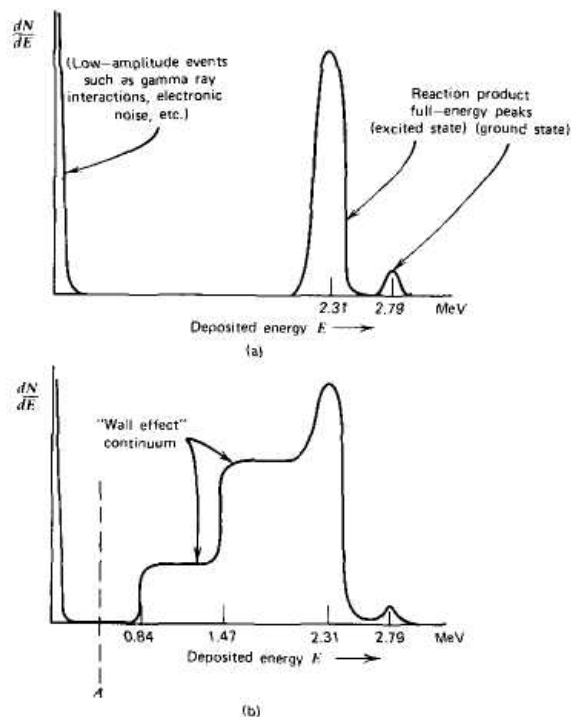 dN
dE
(Low—amplitude events
such as gamma ray
interactions, electronic
noise, etc.)
Reaction product
full—energy peaks
(excited state) (ground state)
2.31
2.79
MeV
Deposited energy E
(a)
dN
dE
"Wall effect"
continuum
0.84
1.47
2.31
2.79
MeV
Deposited energy E
A
(b)